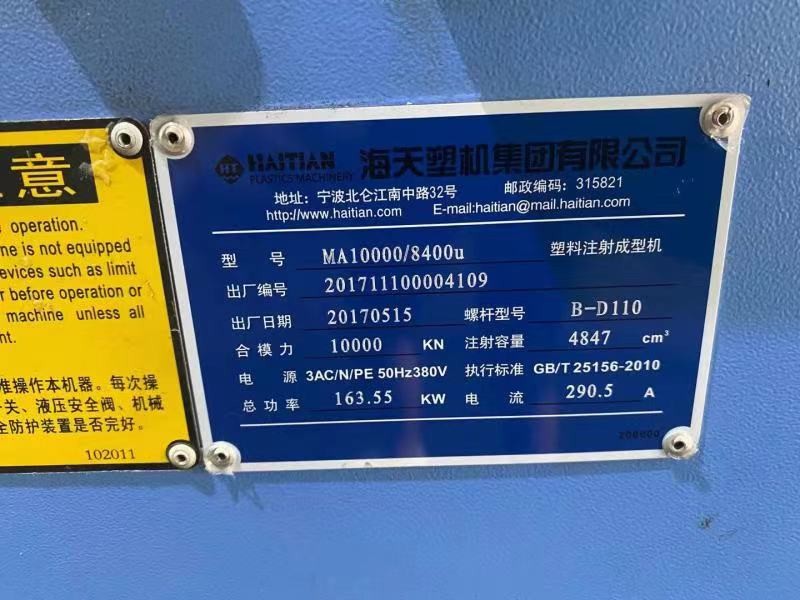 意
operation.
ne is not equipped
evices such as limit
r before operation or
machine unless all
nt.
准操作本机器。每次操
开关、液压安全阀、机械
全防护装置是否完好。
102011
HT HAITIAN 海天塑机集团有限公司
PLASTICS MACHINERY
地址: 宁波北仑江南中路32号 邮政编码: 315821
http://www.haitian.com E-mail:haitian@mail.haitian.com
型 号 MA10000/8400u 塑料注射成型机
出厂编号 201711100004109
出厂日期 20170515 螺杆型号 B-D110
合模力 10000 KN 注射容量 4847 cm³
电 源 3AC/N/PE 50Hz380V 执行标准 GB/T 25156-2010
总功率 163.55 KW 电 流 290.5 A